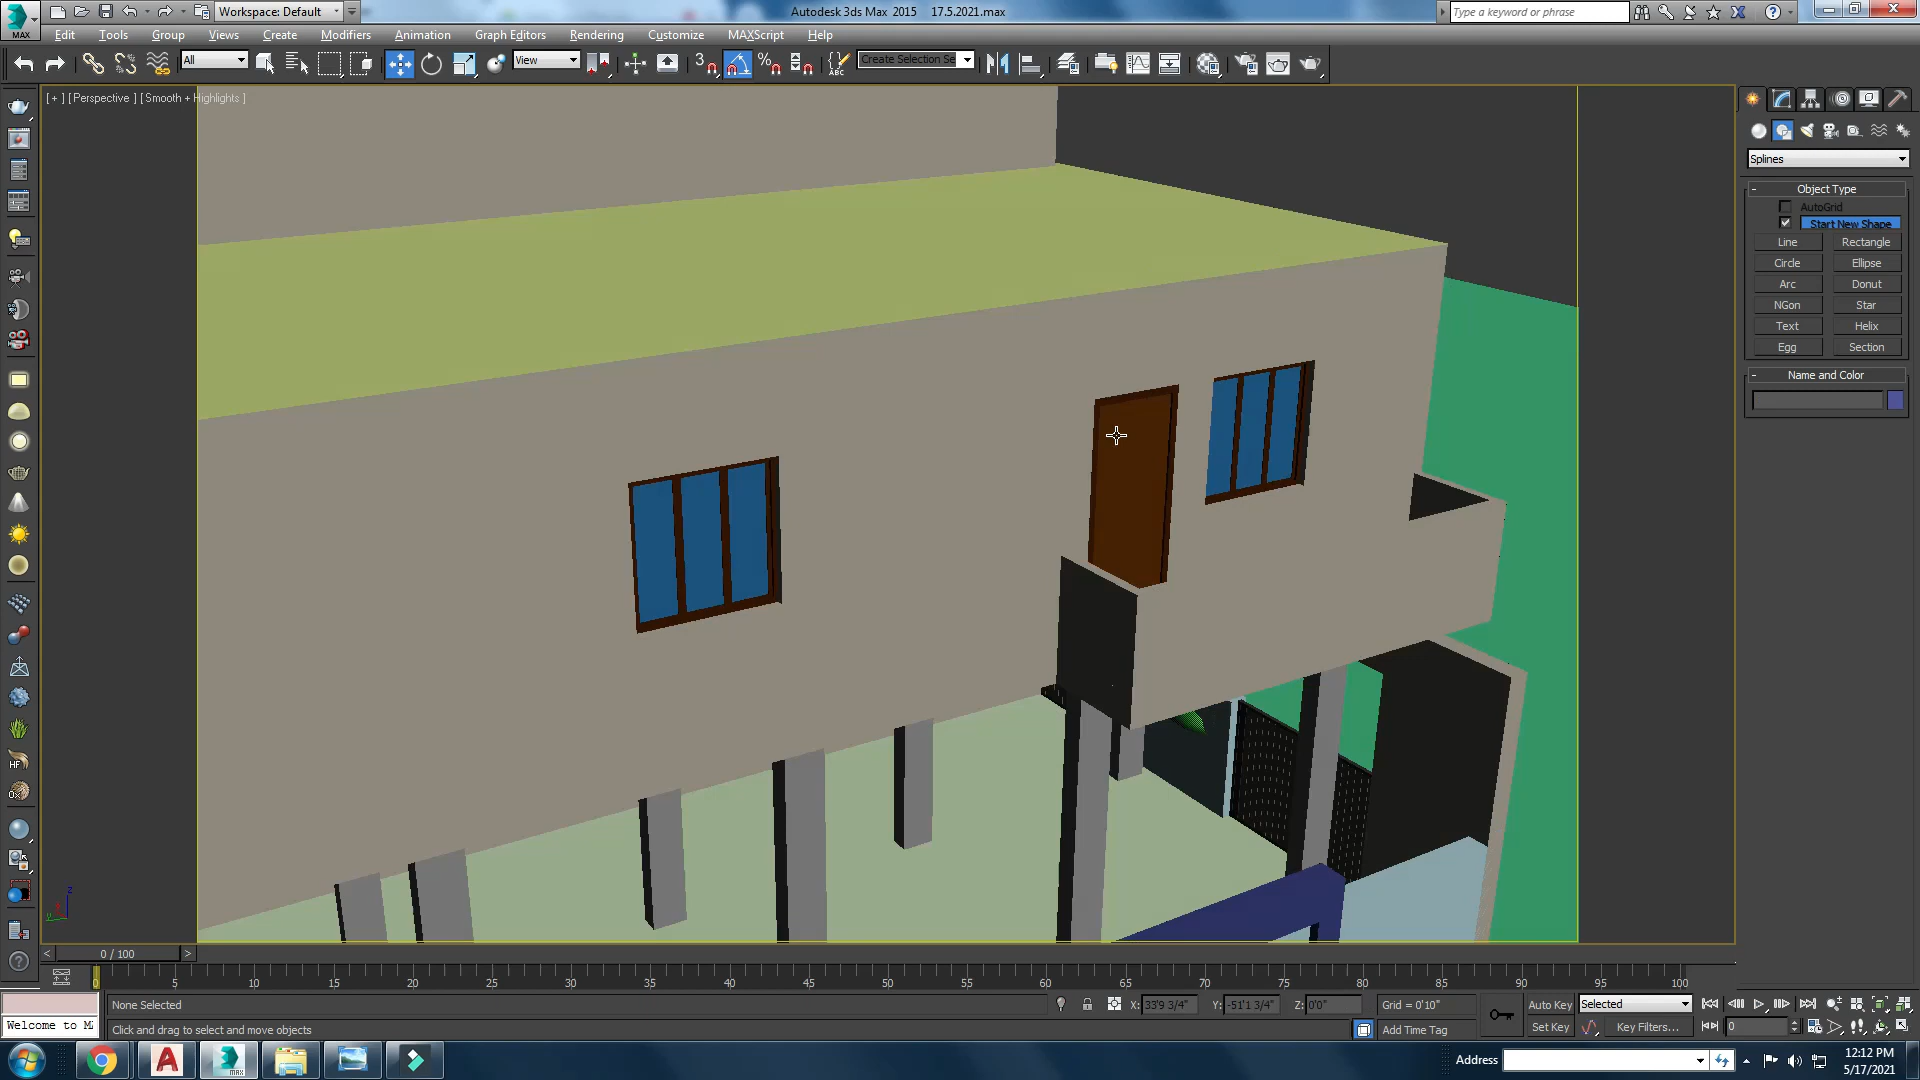 Workspace: Default
Autodesk 3ds Max 2015 17.5.2021.max
Type a keyword or phrase
MAX
Edit Tools Group Views Create Modifiers Animation Graph Editors Rendering Customize MAXScript Help
All
View
3
ABC
Create Selection Se
[ + ] [ Perspective ] [ Smooth + Highlights ]
Splines
- Object Type
AutoGrid
Start New Shape
Line Rectangle
Circle Ellipse
Arc Donut
NGon Star
Text Helix
Egg Section
- Name and Color
HF
z
< 0 / 100 >
0 5 10 15 20 25 30 35 40 45 50 55 60 65 70 75 80 85 90 95 100
None Selected
X: 33'9 3/4" Y: -51'1 3/4" Z: 0'0"
Grid = 0'10"
Auto Key Selected
Welcome to M
Click and drag to select and move objects
Add Time Tag
Set Key Key Filters...
0
MAX
Address
12:12 PM
5/17/2021